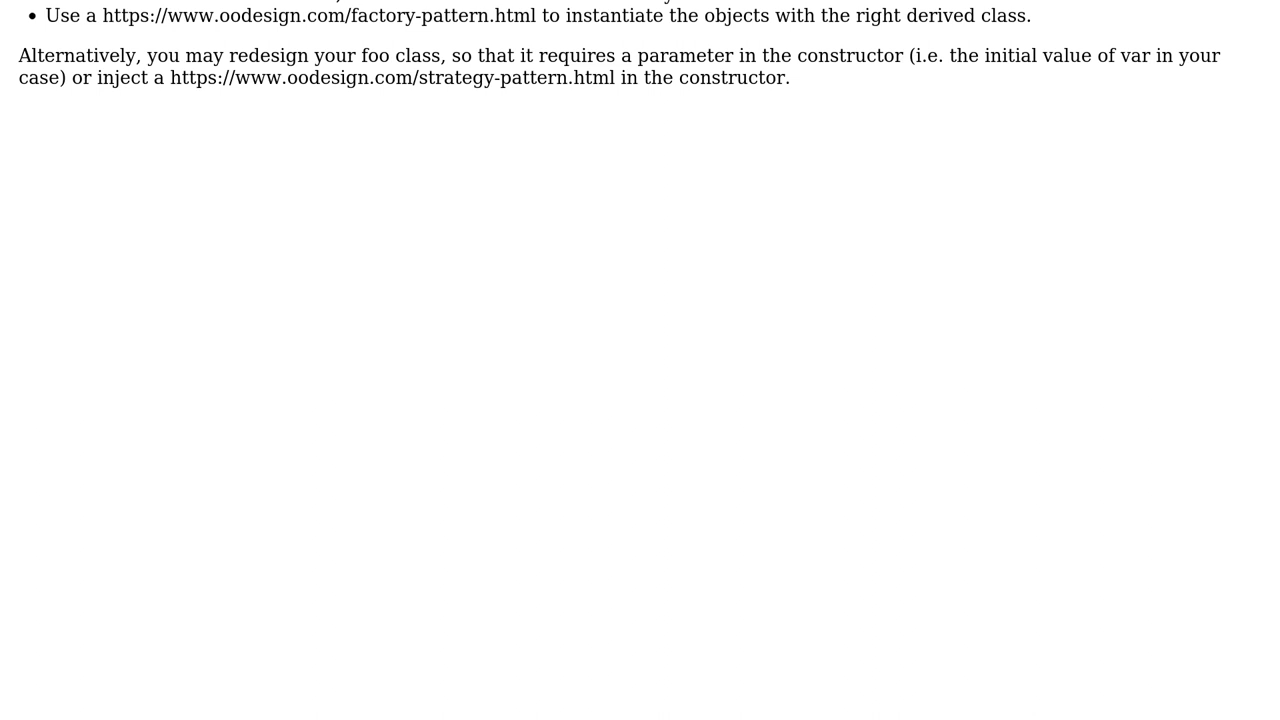 • Use a https://www.oodesign.com/factory-pattern.html to instantiate the objects with the right derived class.
Alternatively, you may redesign your foo class, so that it requires a parameter in the constructor (i.e. the initial value of var in your
case) or inject a https://www.oodesign.com/strategy-pattern.html in the constructor.